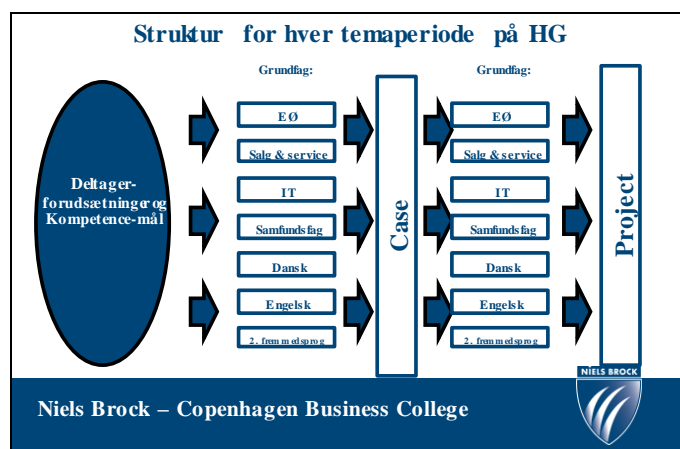 Struktur for hver temaperiode på HG
Deltager-
forudsætninger og
Kompetence-mål
Grundfag:
EØ
Salg & service
IT
Samfundsfag
Dansk
Engelsk
2. fremmedsprog
Case
Grundfag:
EØ
Salg & service
IT
Samfundsfag
Dansk
Engelsk
2. fremmedsprog
Project
Niels Brock – Copenhagen Business College
NIELS BROCK